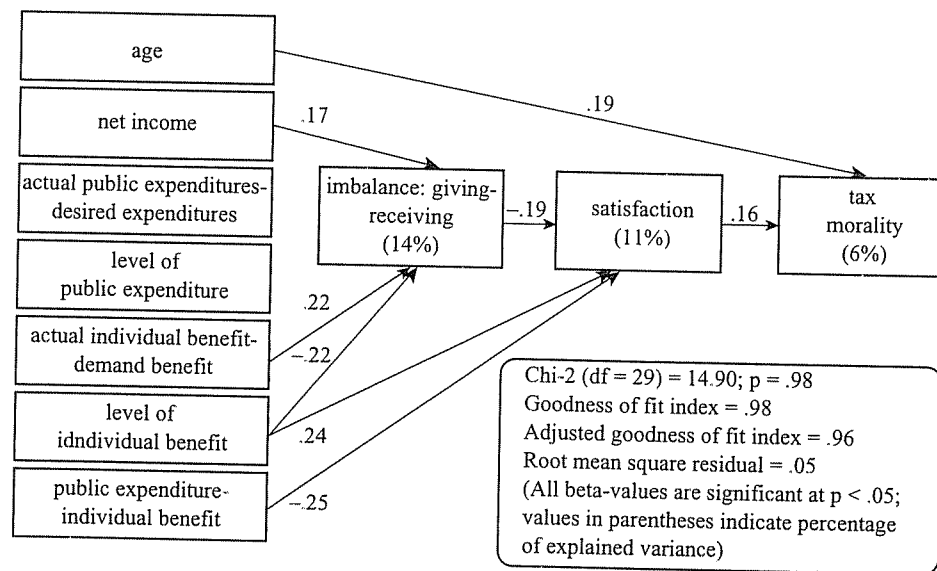 age
.19
net income
.17
actual public expenditures-
desired expenditures
imbalance: giving-
receiving
(14%)
–.19
satisfaction
(11%)
.16
tax
morality
(6%)
level of
public expenditure
.22
actual individual benefit-
demand benefit
–.22
level of
idndividual benefit
.24
public expenditure-
individual benefit
–.25
Chi-2 (df = 29) = 14.90; p = .98
Goodness of fit index = .98
Adjusted goodness of fit index = .96
Root mean square residual = .05
(All beta-values are significant at p < .05;
values in parentheses indicate percentage
of explained variance)